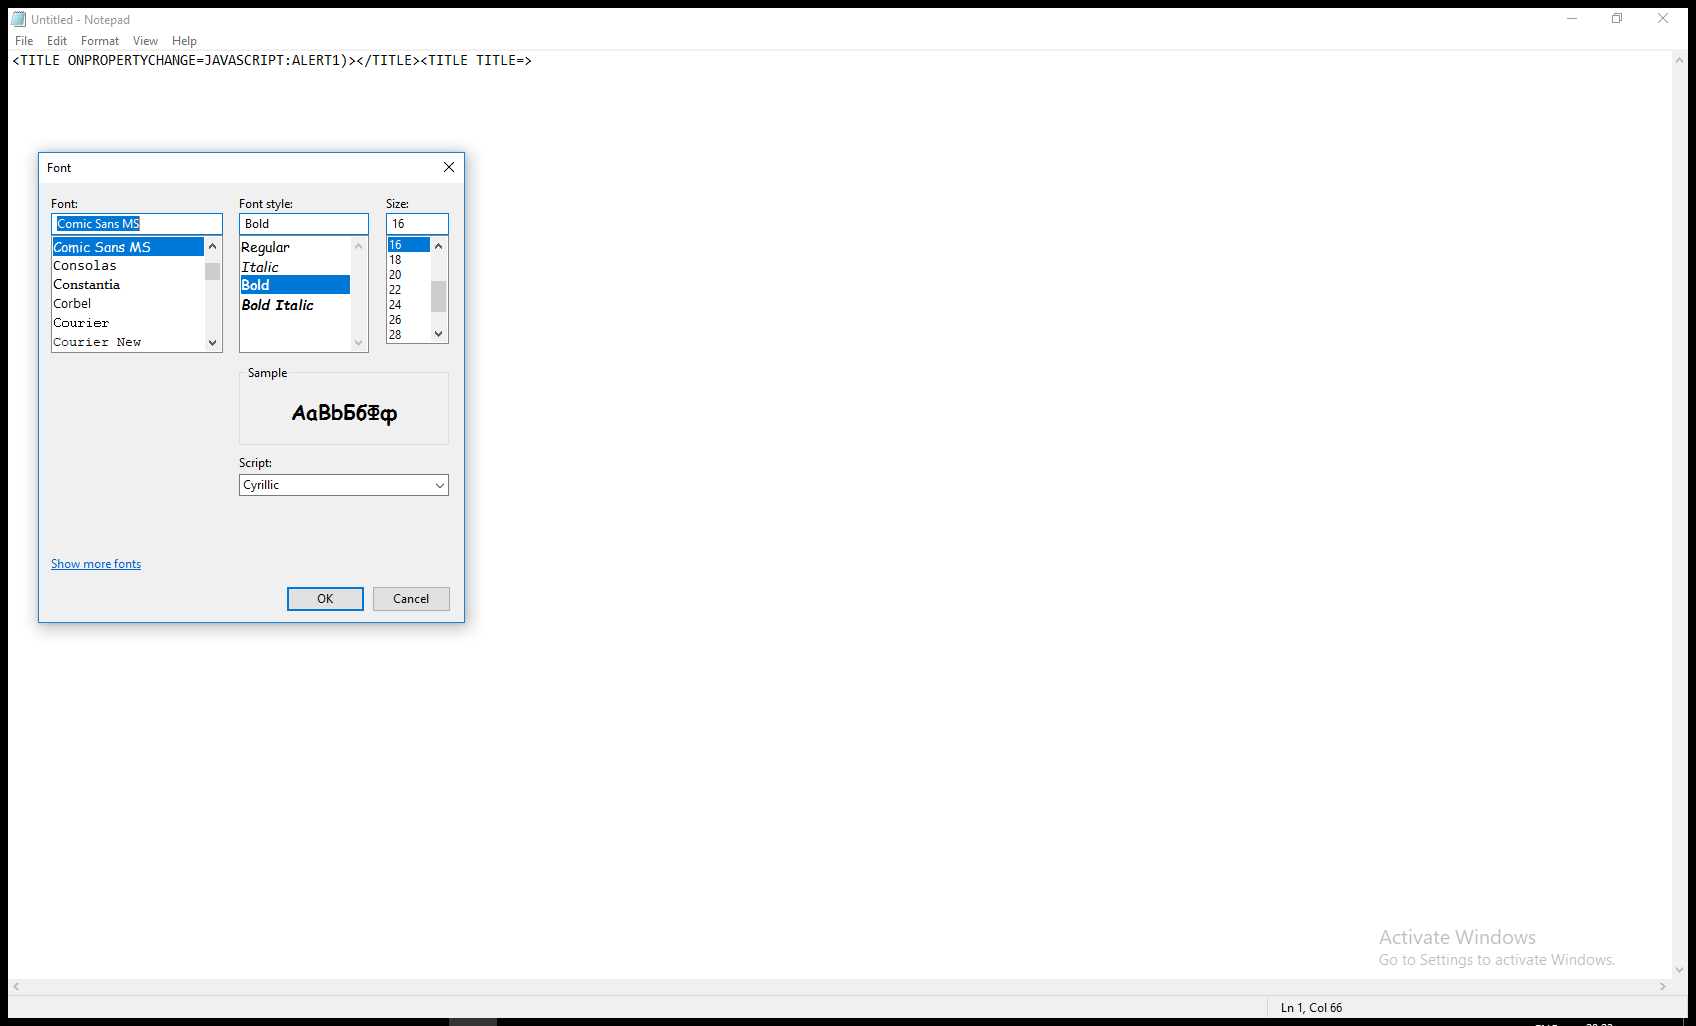 Untitled - Notepad
File Edit Format View Help
<TITLE ONPROPERTYCHANGE=JAVASCRIPT:ALERT1)></TITLE><TITLE TITLE=>
Font
Font: Font style: Size:
Comic Sans MS Bold 16
Comic Sans MS
Consolas
Constantia
Corbel
Courier
Courier New
Regular
Italic
Bold
Bold Italic
16
18
20
22
24
26
28
Sample
AaBbБбФф
Script:
Cyrillic
Show more fonts
OK Cancel
Activate Windows
Go to Settings to activate Windows.
Ln 1, Col 66